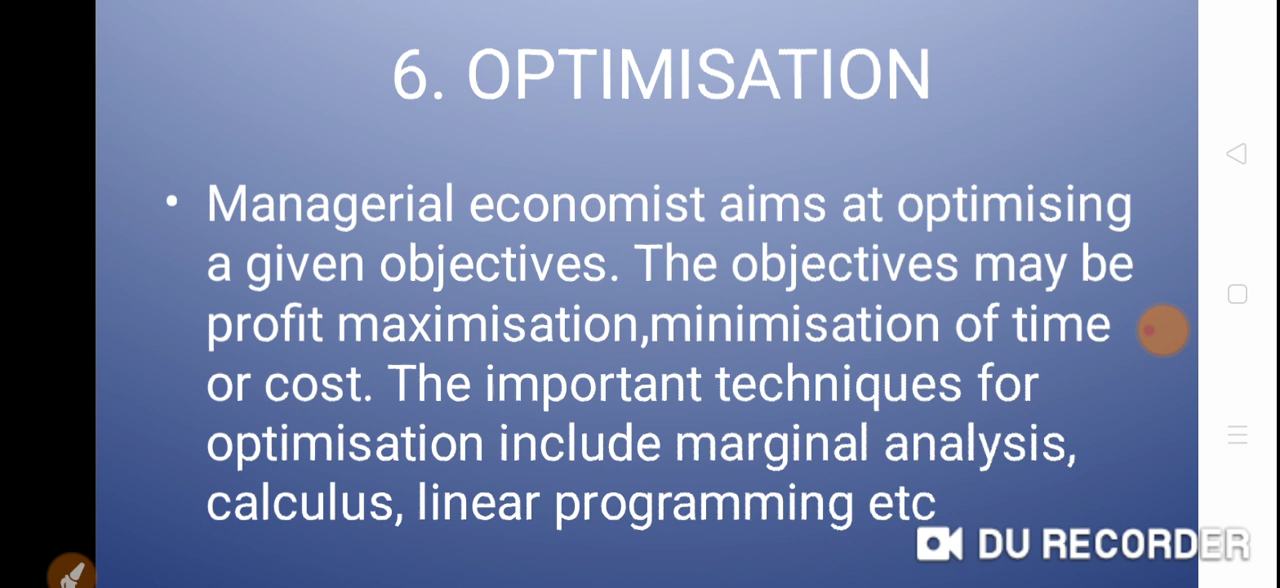 6. OPTIMISATION
• Managerial economist aims at optimising
a given objectives. The objectives may be
profit maximisation,minimisation of time
or cost. The important techniques for
optimisation include marginal analysis,
calculus, linear programming etc
DU RECORDER